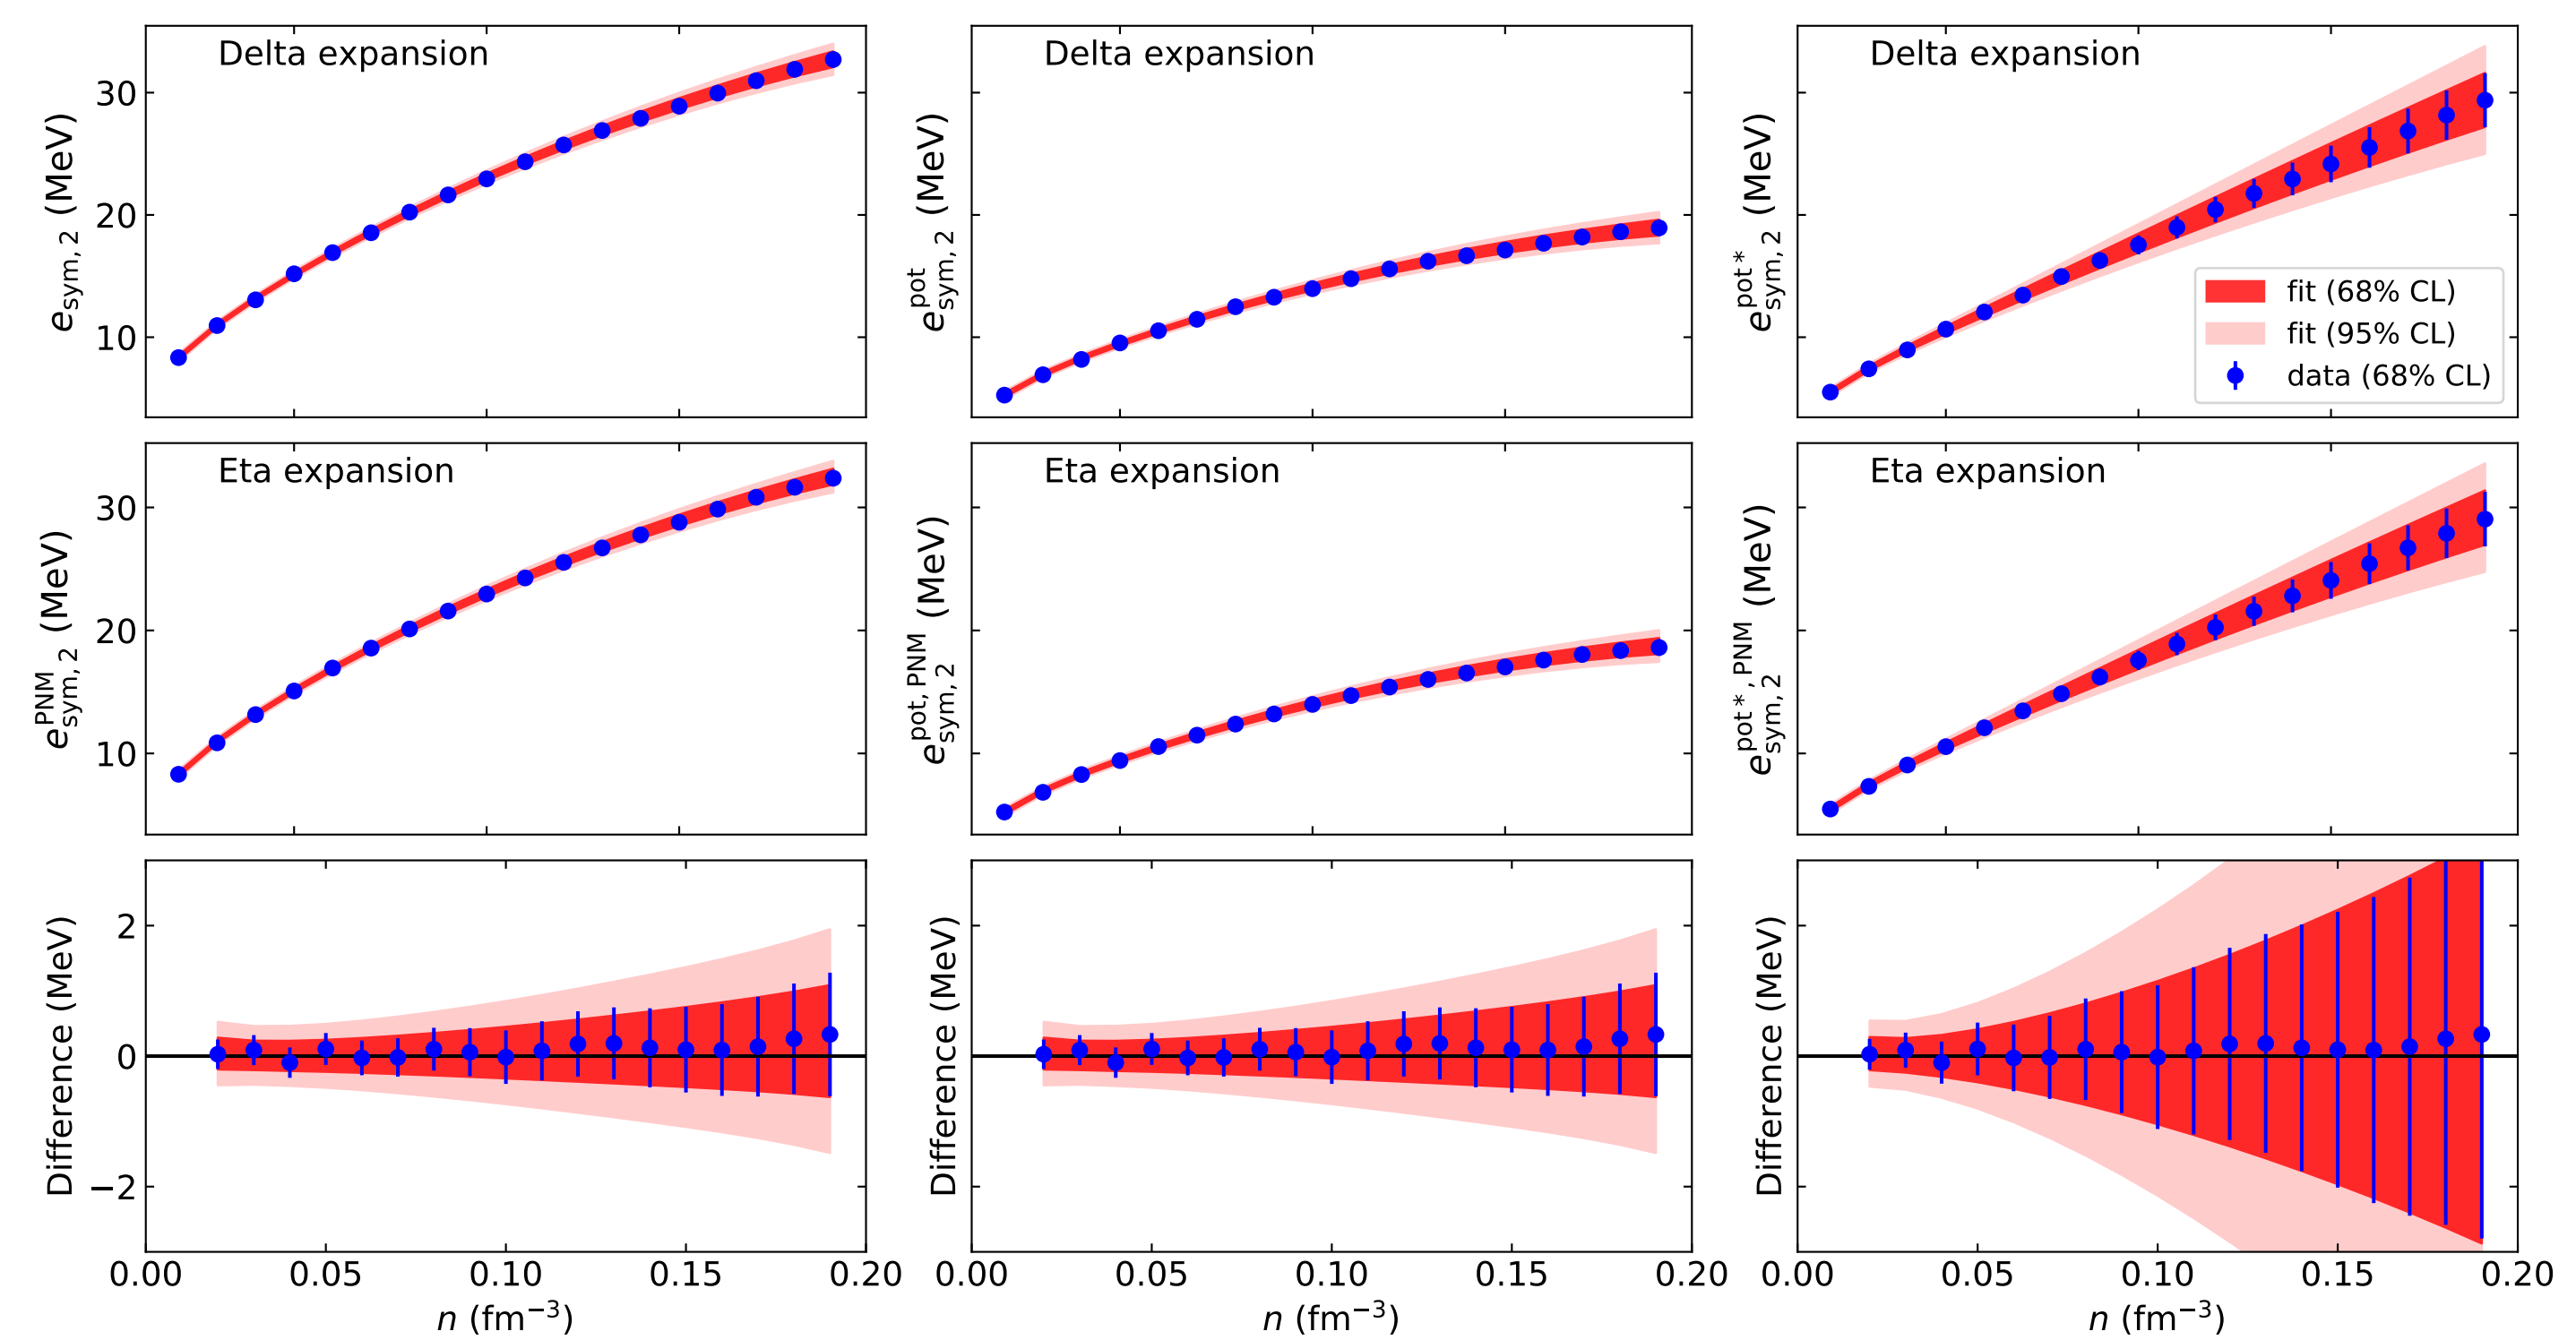 Delta expansion
Delta expansion
Delta expansion
30
20
10
e_sym, 2 (MeV)
e^pot_sym, 2 (MeV)
e^pot*_sym, 2 (MeV)
fit (68% CL)
fit (95% CL)
data (68% CL)
Eta expansion
Eta expansion
Eta expansion
30
20
10
e^PNM_sym, 2 (MeV)
e^pot, PNM_sym, 2 (MeV)
e^pot*, PNM_sym, 2 (MeV)
2
0
−2
Difference (MeV)
Difference (MeV)
Difference (MeV)
0.00 0.05 0.10 0.15 0.20
0.00 0.05 0.10 0.15 0.20
0.00 0.05 0.10 0.15 0.20
n (fm⁻³)
n (fm⁻³)
n (fm⁻³)